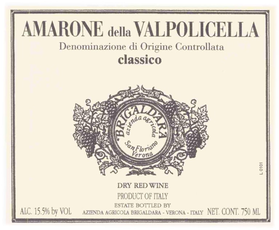 AMARONE della VALPOLICELLA
Denominazione di Origine Controllata
classico
BRIGALDARA
azienda agricola
San Floriano
Verona
DRY RED WINE
PRODUCT OF ITALY
ESTATE BOTTLED BY
ALC. 15.5% by VOL AZIENDA AGRICOLA BRIGALDARA - VERONA - ITALY NET. CONT. 750 ML